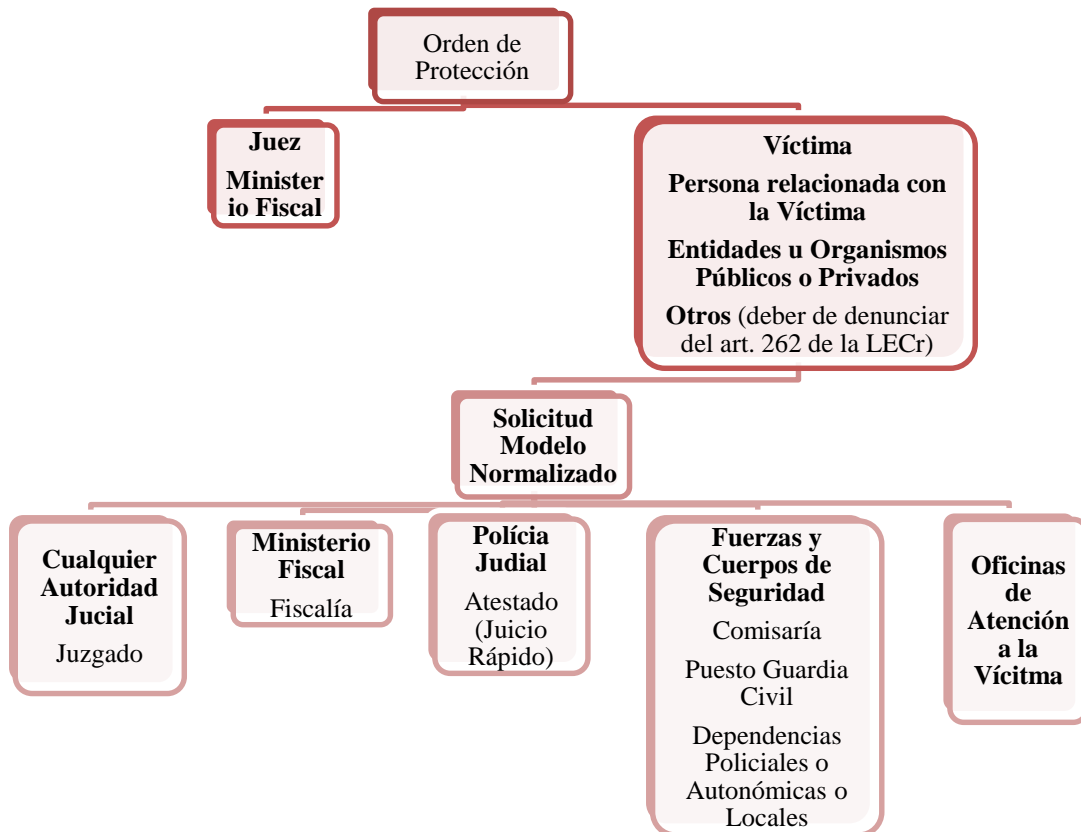 Orden de
Protección
Juez
Minister
io Fiscal
Víctima
Persona relacionada con
la Víctima
Entidades u Organismos
Públicos o Privados
Otros (deber de denunciar
del art. 262 de la LECr)
Solicitud
Modelo
Normalizado
Cualquier
Autoridad
Jucial
Juzgado
Ministerio
Fiscal
Fiscalía
Polícia
Judial
Atestado
(Juicio
Rápido)
Fuerzas y
Cuerpos de
Seguridad
Comisaría
Puesto Guardia
Civil
Dependencias
Policiales o
Autonómicas o
Locales
Oficinas
de
Atención
a la
Vícitma